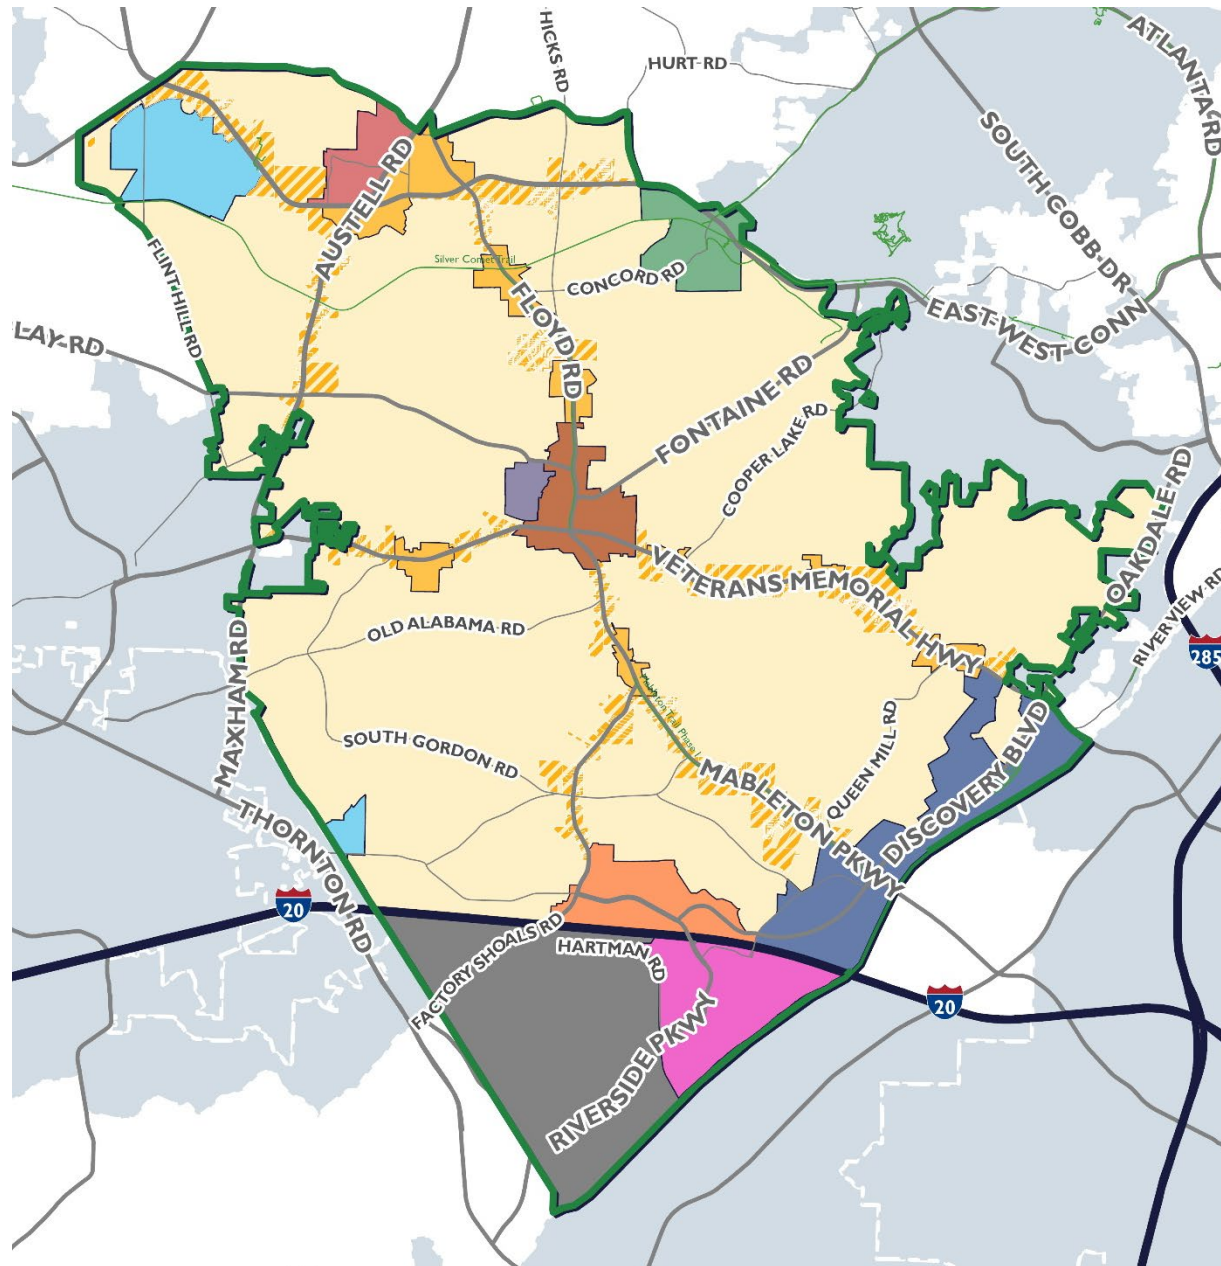 HICKS RD
HURT RD
ATLANTA RD
SOUTH COBB DR
AUSTELL RD
FLINT HILL RD
Silver Comet Trail
CONCORD RD
FLOYD RD
EAST-WEST CONN
LAY RD
FONTAINE RD
COOPER LAKE RD
OAKDALE RD
VETERANS MEMORIAL HWY
RIVERVIEW RD
285
OLD ALABAMA RD
MAXHAM RD
Mableton Trail Phase I
SOUTH GORDON RD
QUEEN MILL RD
DISCOVERY BLVD
MABLETON PKWY
THORNTON RD
20
FACTORY SHOALS RD
HARTMAN RD
20
RIVERSIDE PKWY